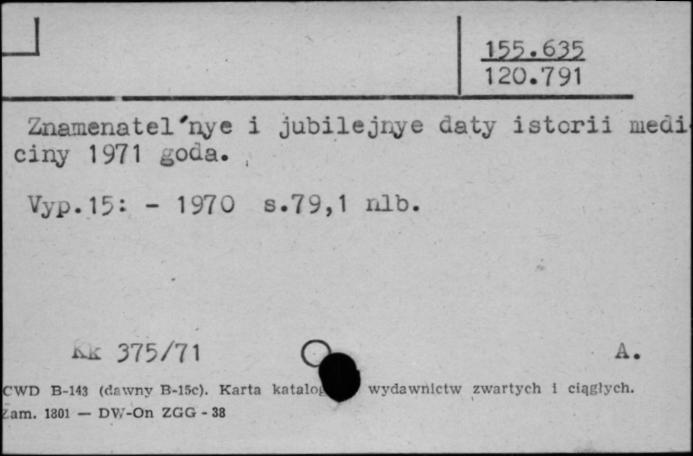 155.635
120.791
Znamenatel'nye i jubilejnye daty istorii medi-
ciny 1971 goda.
Vyp.15: - 1970 s.79,1 nlb.
Kk 375/71 A.
CWD B-143 (dawny B-15c). Karta katalog wydawnictw zwartych i ciągłych.
Zam. 1801 — DW-On ZGG - 38